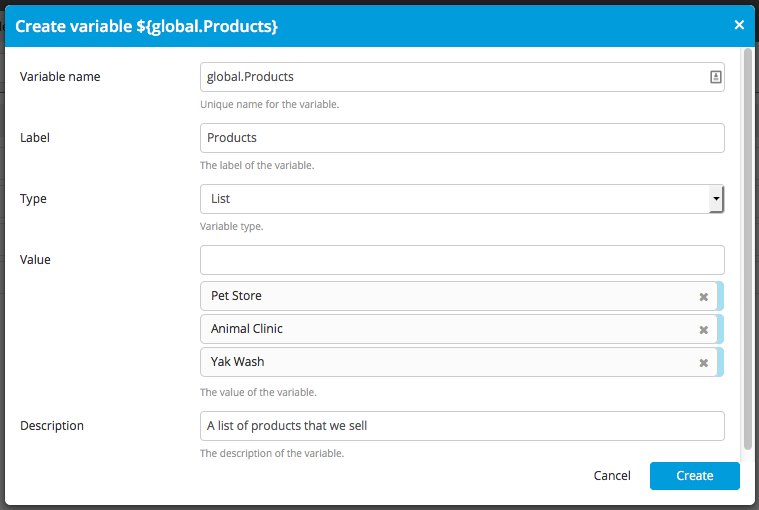 Create variable ${global.Products}
Variable name
global.Products
Unique name for the variable.
Label
Products
The label of the variable.
Type
List
Variable type.
Value
Pet Store
Animal Clinic
Yak Wash
The value of the variable.
Description
A list of products that we sell
The description of the variable.
Cancel
Create